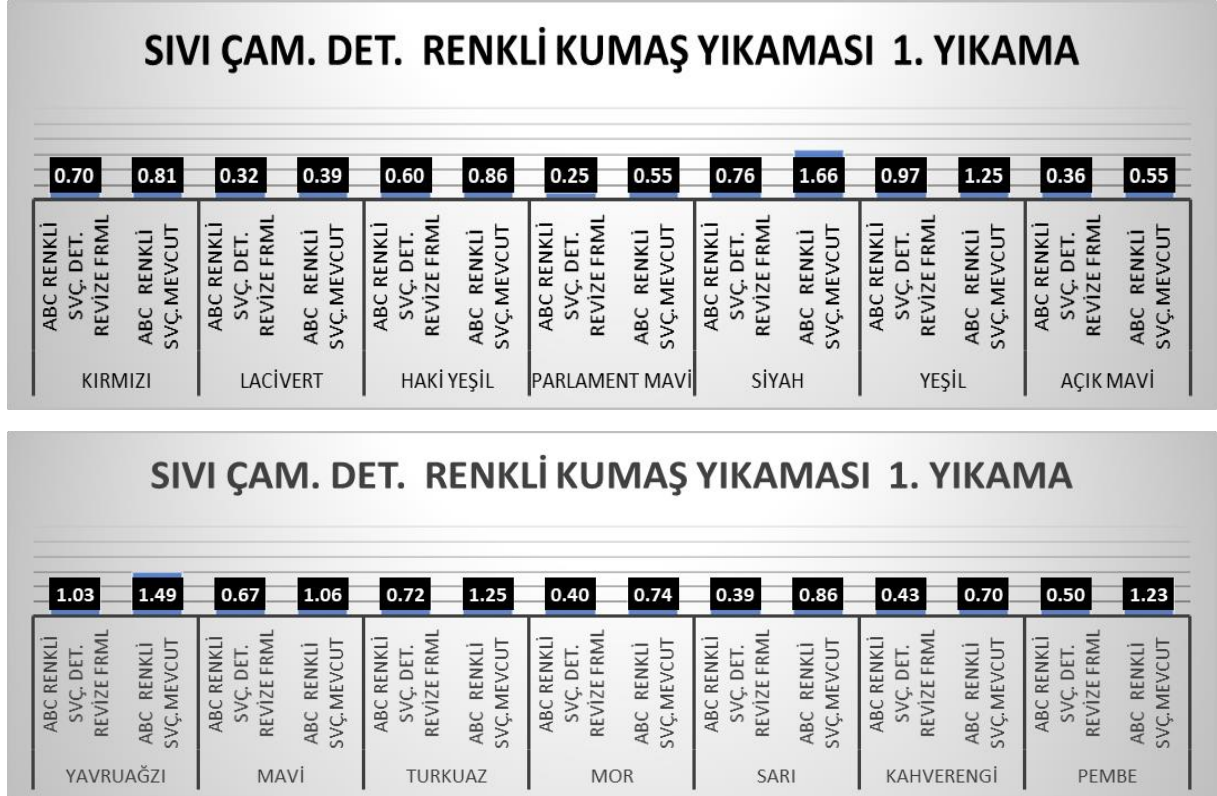 SIVI ÇAM. DET. RENKLİ KUMAŞ YIKAMASI 1. YIKAMA
0.70 0.81 0.32 0.39 0.60 0.86 0.25 0.55 0.76 1.66 0.97 1.25 0.36 0.55
ABC RENKLİ
SVÇ. DET.
REVİZE FRML
ABC RENKLİ
SVÇ.MEVCUT
ABC RENKLİ
SVÇ. DET.
REVİZE FRML
ABC RENKLİ
SVÇ.MEVCUT
ABC RENKLİ
SVÇ. DET.
REVİZE FRML
ABC RENKLİ
SVÇ.MEVCUT
ABC RENKLİ
SVÇ. DET.
REVİZE FRML
ABC RENKLİ
SVÇ.MEVCUT
ABC RENKLİ
SVÇ. DET.
REVİZE FRML
ABC RENKLİ
SVÇ.MEVCUT
ABC RENKLİ
SVÇ. DET.
REVİZE FRML
ABC RENKLİ
SVÇ.MEVCUT
ABC RENKLİ
SVÇ. DET.
REVİZE FRML
ABC RENKLİ
SVÇ.MEVCUT
KIRMIZI LACİVERT HAKİ YEŞİL PARLAMENT MAVİ SİYAH YEŞİL AÇIK MAVİ
SIVI ÇAM. DET. RENKLİ KUMAŞ YIKAMASI 1. YIKAMA
1.03 1.49 0.67 1.06 0.72 1.25 0.40 0.74 0.39 0.86 0.43 0.70 0.50 1.23
ABC RENKLİ
SVÇ. DET.
REVİZE FRML
ABC RENKLİ
SVÇ.MEVCUT
ABC RENKLİ
SVÇ. DET.
REVİZE FRML
ABC RENKLİ
SVÇ.MEVCUT
ABC RENKLİ
SVÇ. DET.
REVİZE FRML
ABC RENKLİ
SVÇ.MEVCUT
ABC RENKLİ
SVÇ. DET.
REVİZE FRML
ABC RENKLİ
SVÇ.MEVCUT
ABC RENKLİ
SVÇ. DET.
REVİZE FRML
ABC RENKLİ
SVÇ.MEVCUT
ABC RENKLİ
SVÇ. DET.
REVİZE FRML
ABC RENKLİ
SVÇ.MEVCUT
ABC RENKLİ
SVÇ. DET.
REVİZE FRML
ABC RENKLİ
SVÇ.MEVCUT
YAVRUAĞZI MAVİ TURKUAZ MOR SARI KAHVERENGİ PEMBE